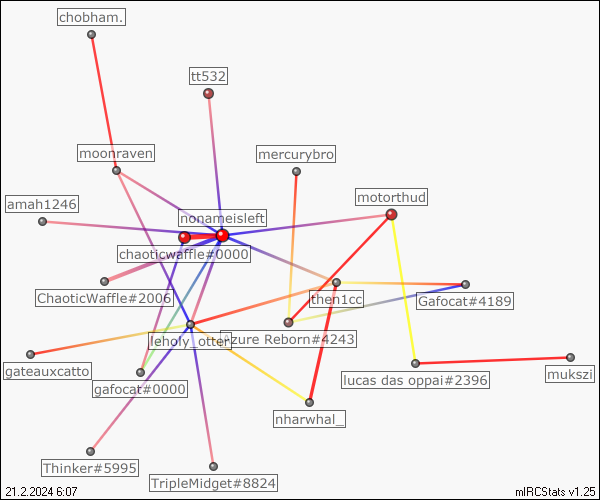 chobham.
tt532
moonraven
mercurybro
amah1246
motorthud
nonameisleft
chaoticwaffle#0000
ChaoticWaffle#2006
then1cc
Gafocat#4189
leholy_otter
zure Reborn#4243
gateauxcatto
gafocat#0000
lucas das oppai#2396
mukszi
nharwhal_
Thinker#5995
TripleMidget#8824
21.2.2024 6:07
mIRCStats v1.25